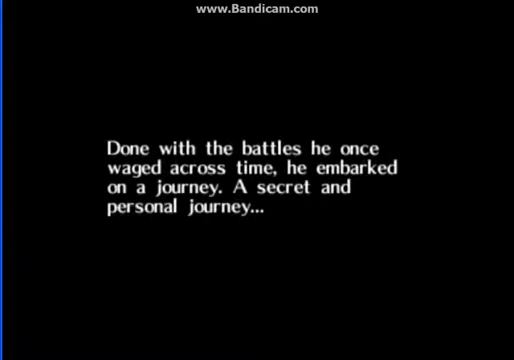 www.Bandicam.com
Done with the battles he once
waged across time, he embarked
on a journey. A secret and
personal journey...